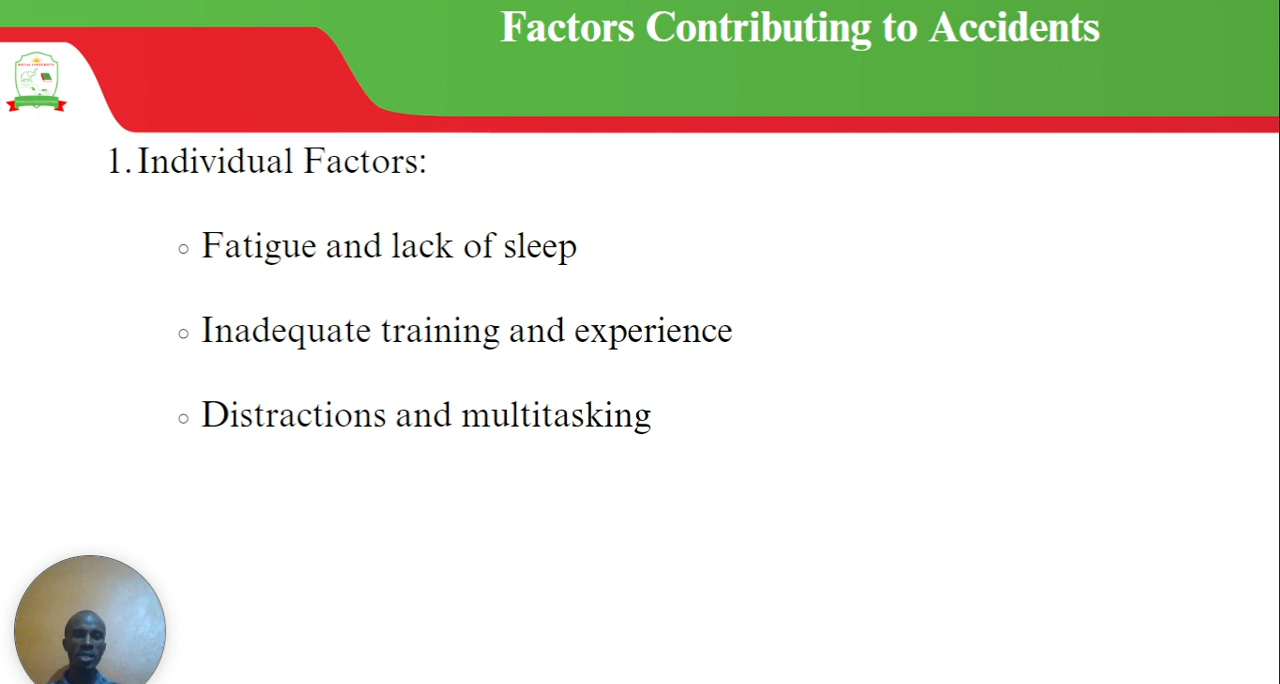 Factors Contributing to Accidents
1. Individual Factors:
○ Fatigue and lack of sleep
○ Inadequate training and experience
○ Distractions and multitasking